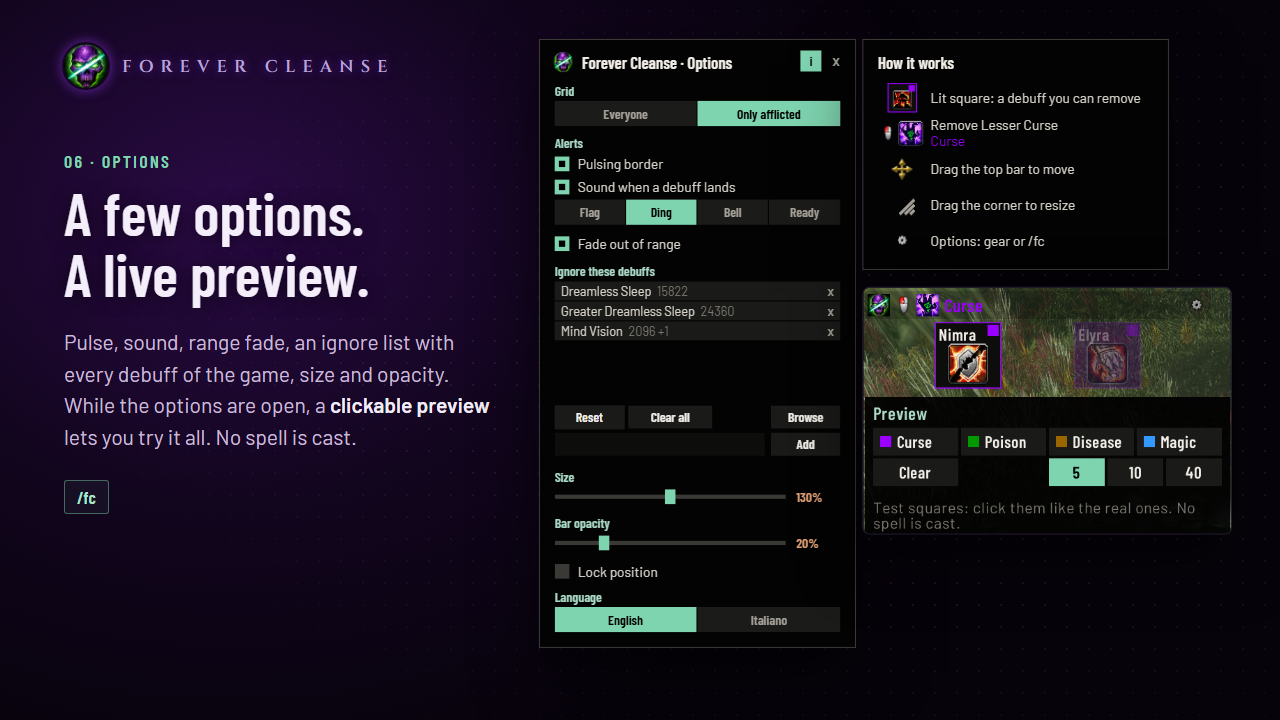 FOREVER CLEANSE
06 · OPTIONS
A few options.
A live preview.
Pulse, sound, range fade, an ignore list with
every debuff of the game, size and opacity.
While the options are open, a clickable preview
lets you try it all. No spell is cast.
/fc
Forever Cleanse · Options
i
x
Grid
Everyone
Only afflicted
Alerts
Pulsing border
Sound when a debuff lands
Flag
Ding
Bell
Ready
Fade out of range
Ignore these debuffs
Dreamless Sleep 15822
x
Greater Dreamless Sleep 24360
x
Mind Vision 2096 +1
x
Reset
Clear all
Browse
Add
Size
130%
Bar opacity
20%
Lock position
Language
English
Italiano
How it works
Lit square: a debuff you can remove
Remove Lesser Curse
Curse
Drag the top bar to move
Drag the corner to resize
Options: gear or /fc
Curse
Nimra
Elyra
Preview
Curse
Poison
Disease
Magic
Clear
5
10
40
Test squares: click them like the real ones. No
spell is cast.